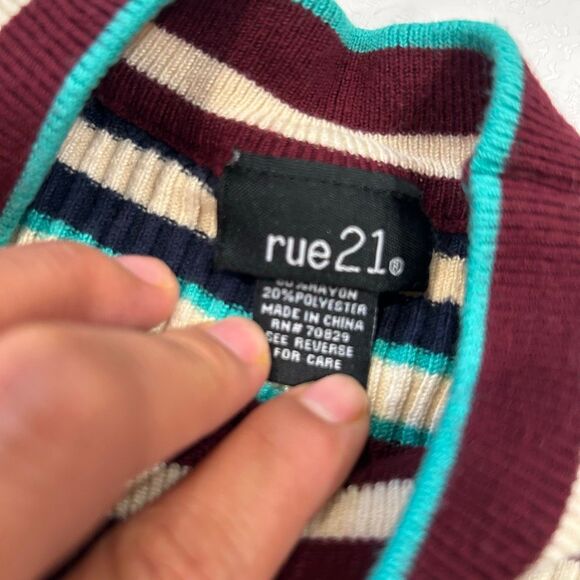 rue21®
RAYON
20%POLYESTER
MADE IN CHINA
RN# 70829
SEE REVERSE
FOR CARE